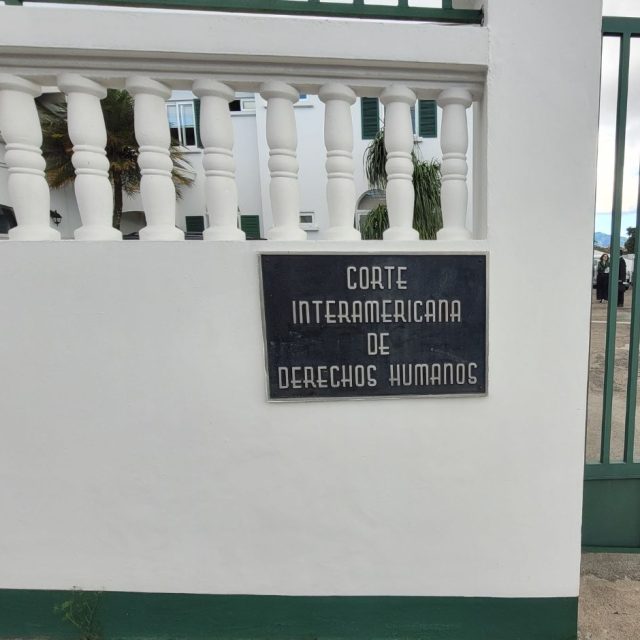 CORTE
INTERAMERICANA
DE
DERECHOS HUMANOS